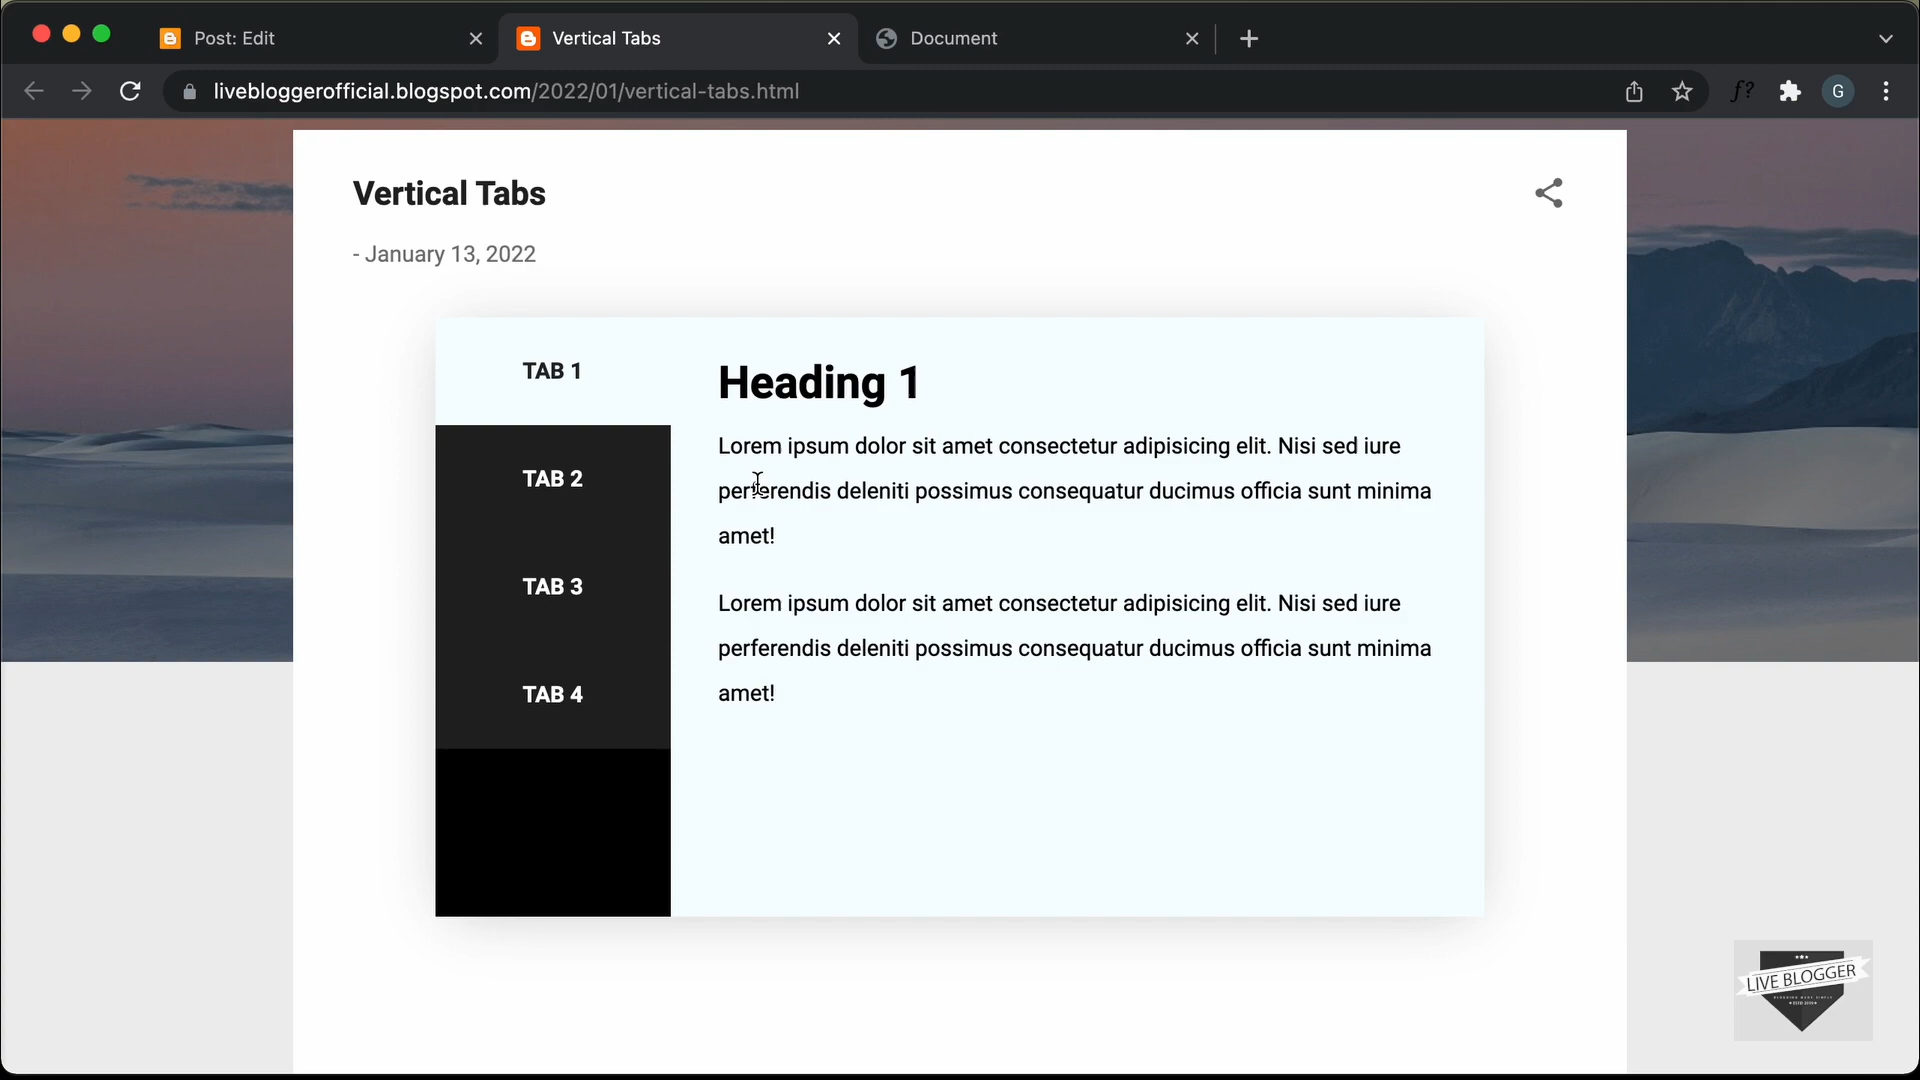 Post: Edit
Vertical Tabs
Document
livebloggerofficial.blogspot.com/2022/01/vertical-tabs.html
f?
G
Vertical Tabs
- January 13, 2022
TAB 1
TAB 2
TAB 3
TAB 4
Heading 1
Lorem ipsum dolor sit amet consectetur adipisicing elit. Nisi sed iure
perferendis deleniti possimus consequatur ducimus officia sunt minima
amet!
Lorem ipsum dolor sit amet consectetur adipisicing elit. Nisi sed iure
perferendis deleniti possimus consequatur ducimus officia sunt minima
amet!
LIVE BLOGGER